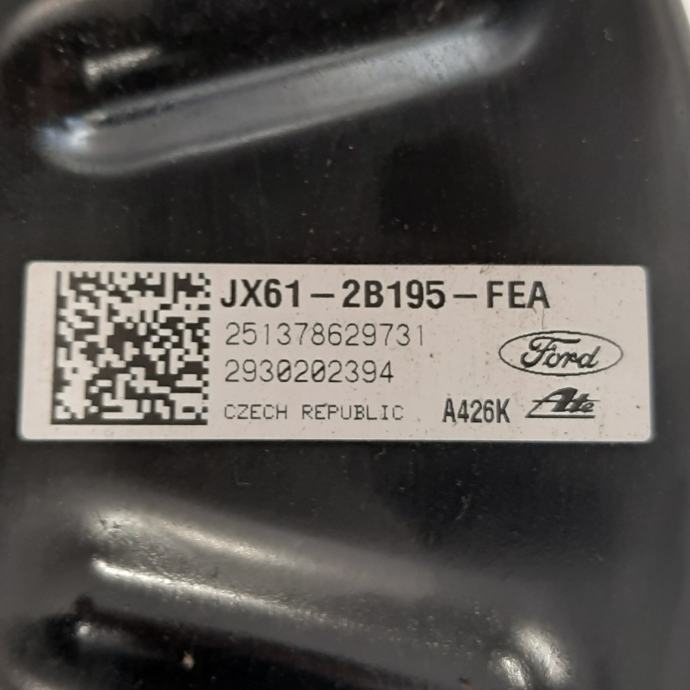 JX61-2B195-FEA
251378629731
2930202394
Ford
CZECH REPUBLIC A426K Ate